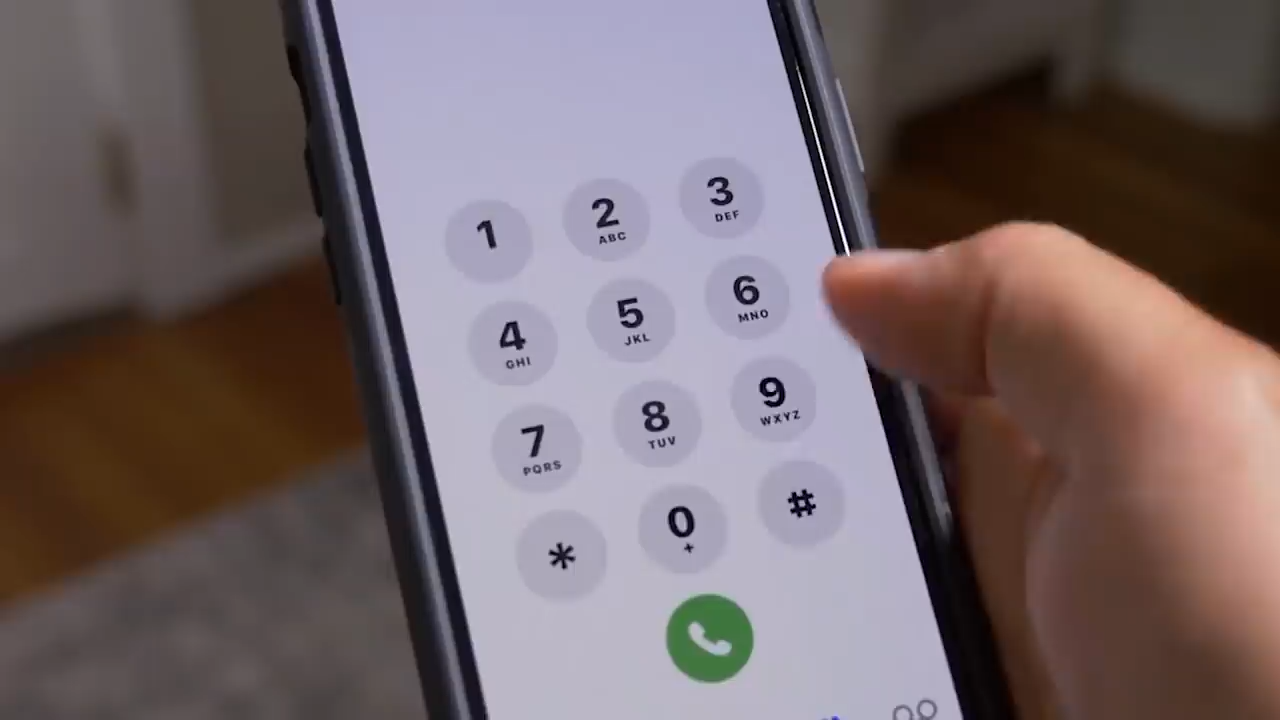 1 2 3
ABC DEF
4 5 6
GHI JKL MNO
7 8 9
PQRS TUV WXYZ
* 0 #
+